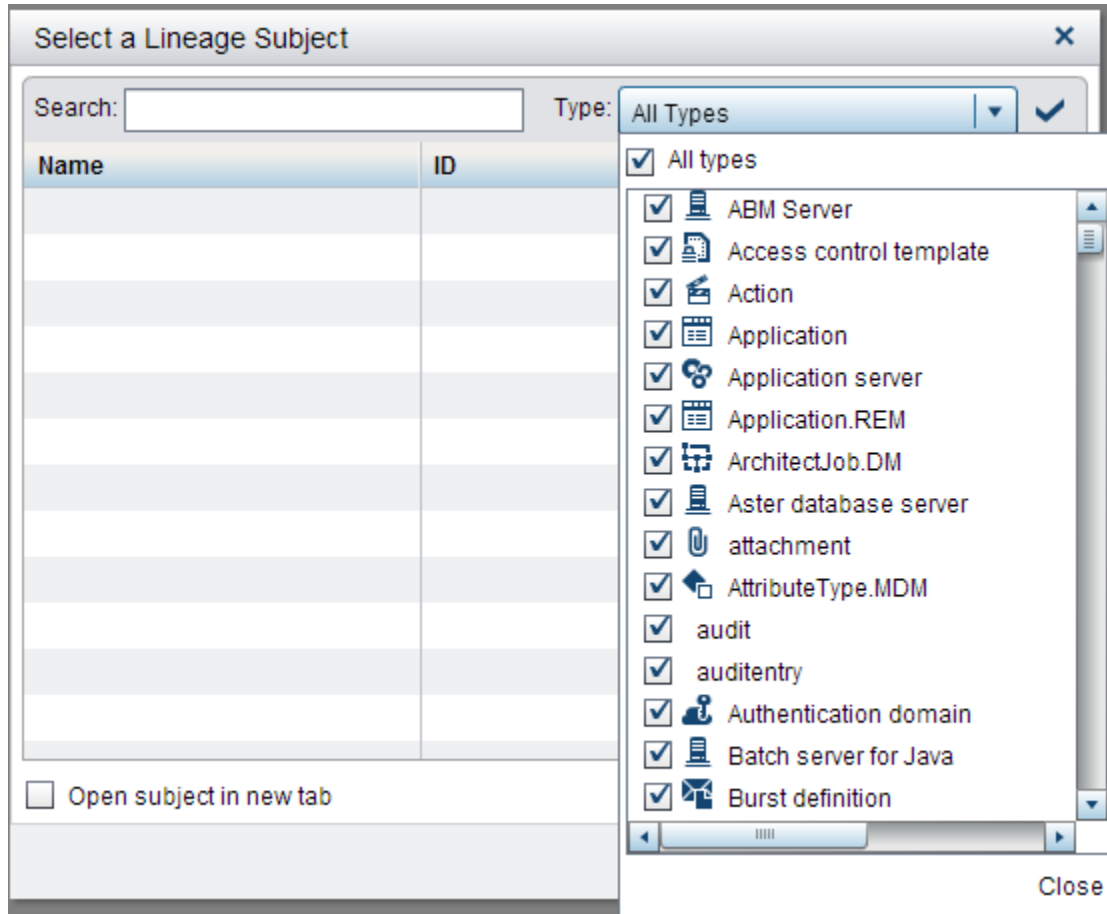 Select a Lineage Subject
Search:
Type: All Types
Name
ID
All types
ABM Server
Access control template
Action
Application
Application server
Application.REM
ArchitectJob.DM
Aster database server
attachment
AttributeType.MDM
audit
auditentry
Authentication domain
Batch server for Java
Burst definition
Open subject in new tab
Close